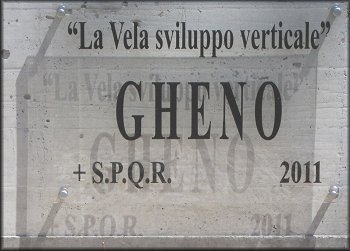 "La Vela sviluppo verticale"
GHENO
+ S.P.Q.R. 2011